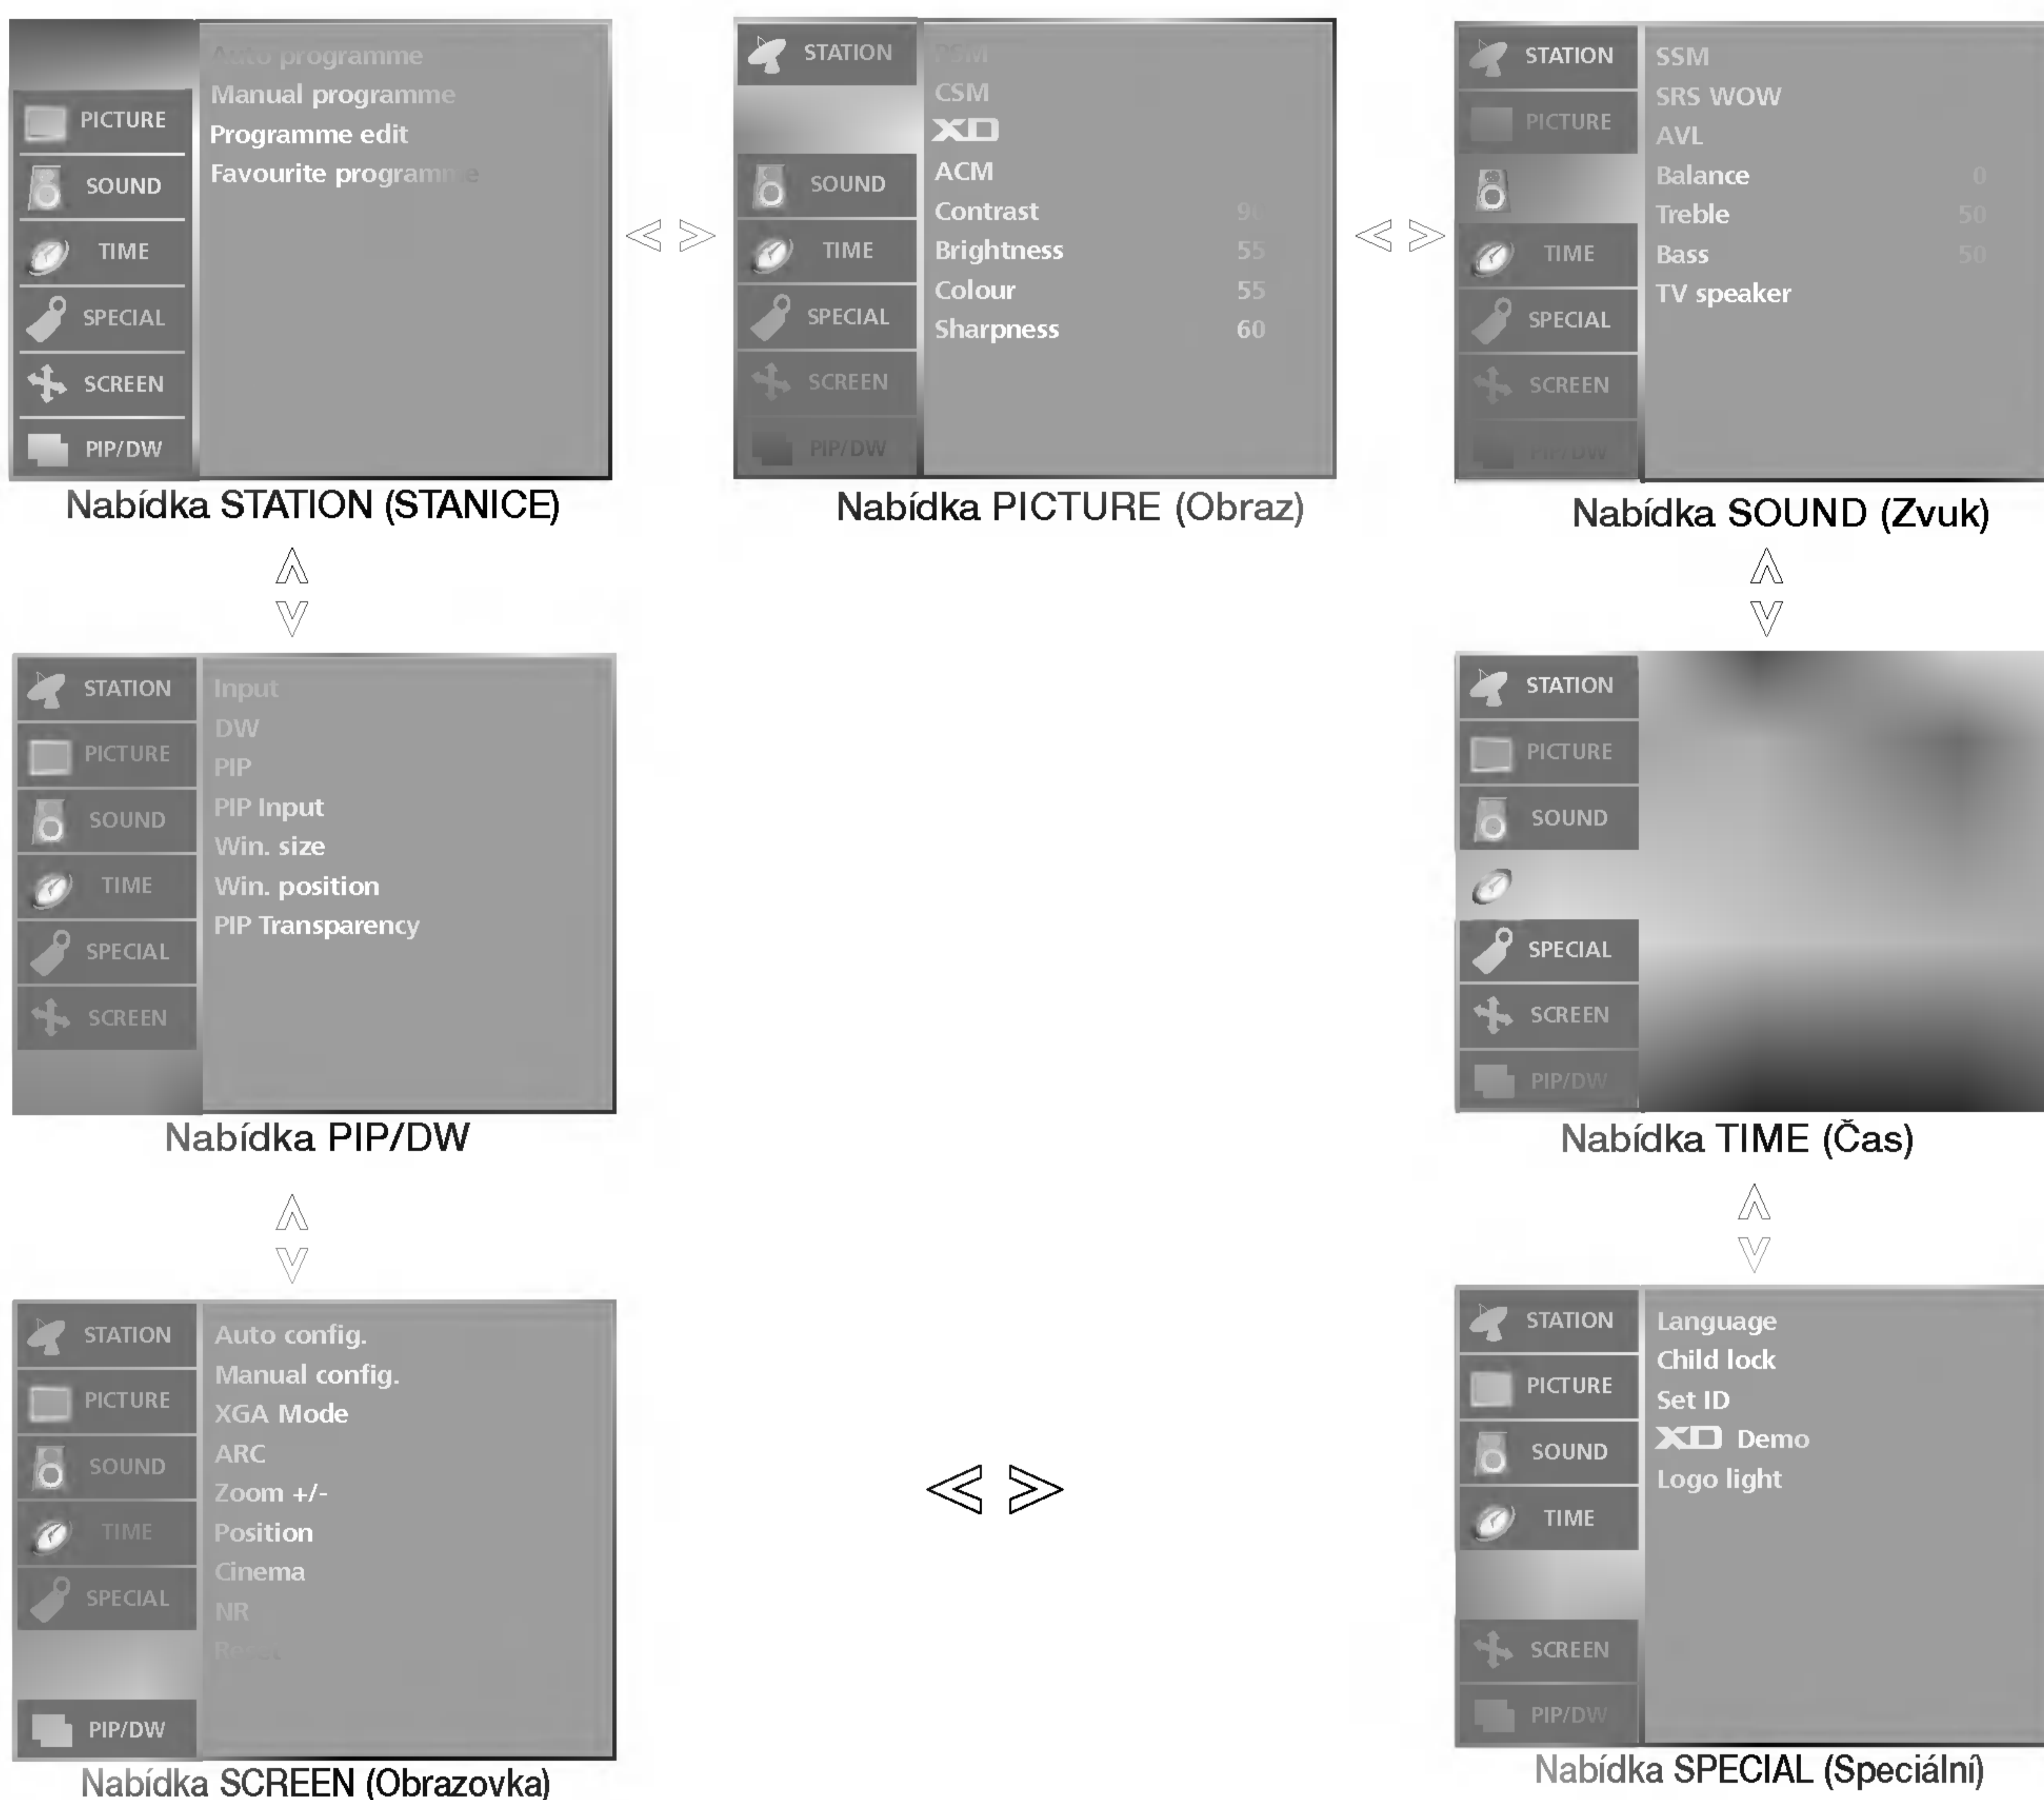 Auto programme
Manual programme
Programme edit
Favourite programme
PICTURE
SOUND
TIME
SPECIAL
SCREEN
PIP/DW
Nabídka STATION (STANICE)
STATION
SOUND
TIME
SPECIAL
SCREEN
PIP/DW
PSM
CSM
XD
ACM
Contrast 90
Brightness 55
Colour 55
Sharpness 60
Nabídka PICTURE (Obraz)
STATION
PICTURE
TIME
SPECIAL
SCREEN
PIP/DW
SSM
SRS WOW
AVL
Balance 0
Treble 50
Bass 50
TV speaker
Nabídka SOUND (Zvuk)
STATION
PICTURE
SOUND
TIME
SPECIAL
SCREEN
Input
DW
PIP
PIP Input
Win. size
Win. position
PIP Transparency
Nabídka PIP/DW
STATION
PICTURE
SOUND
SPECIAL
SCREEN
PIP/DW
Nabídka TIME (Čas)
STATION
PICTURE
SOUND
TIME
SPECIAL
PIP/DW
Auto config.
Manual config.
XGA Mode
ARC
Zoom +/-
Position
Cinema
NR
Reset
Nabídka SCREEN (Obrazovka)
STATION
PICTURE
SOUND
TIME
SCREEN
PIP/DW
Language
Child lock
Set ID
XD Demo
Logo light
Nabídka SPECIAL (Speciální)